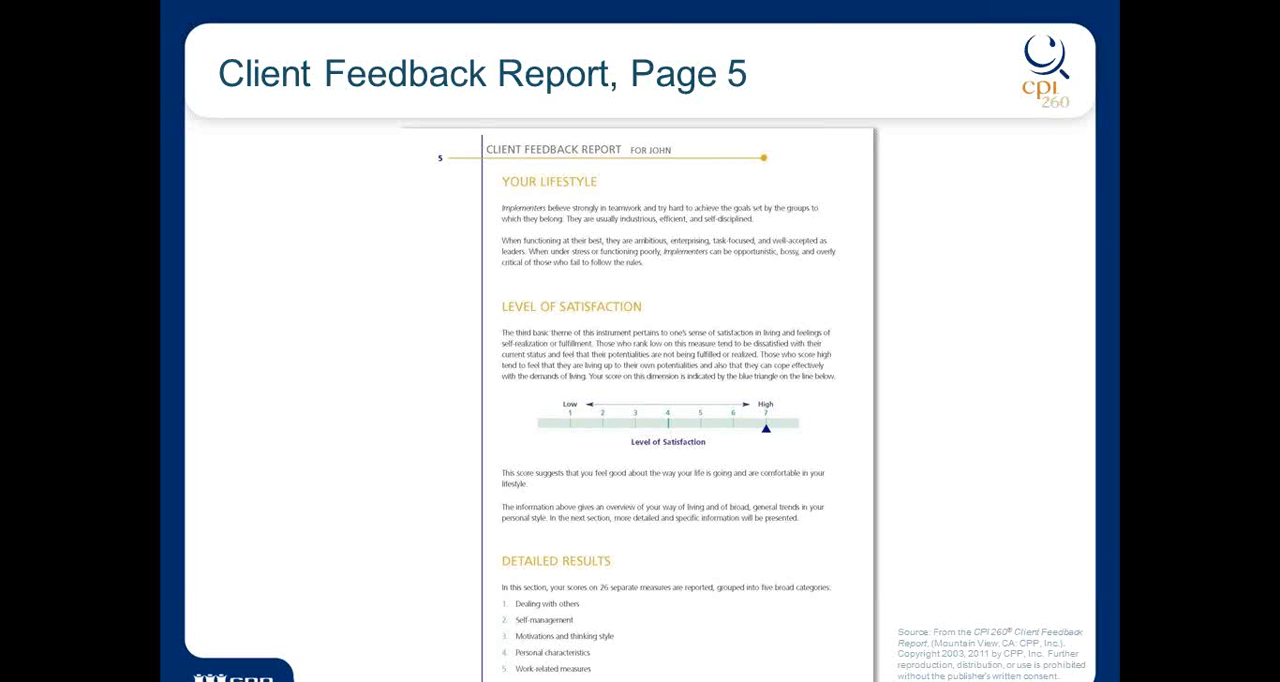 Client Feedback Report, Page 5
cpi
260
5
CLIENT FEEDBACK REPORT FOR JOHN
YOUR LIFESTYLE
Implementers believe strongly in teamwork and try hard to achieve the goals set by the groups to
which they belong. They are usually industrious, efficient, and self-disciplined.
When functioning at their best, they are ambitious, enterprising, task-focused, and well-accepted as
leaders. When under stress or functioning poorly, Implementers can be opportunistic, bossy, and overly
critical of those who fail to follow the rules.
LEVEL OF SATISFACTION
The third basic theme of this instrument pertains to one's sense of satisfaction in living and feelings of
self-realization or fulfillment. Those who rank low on this measure tend to be dissatisfied with their
current status and feel that their potentialities are not being fulfilled or realized. Those who score high
tend to feel that they are living up to their own potentialities and also that they can cope effectively
with the demands of living. Your score on this dimension is indicated by the blue triangle on the line below.
Low High
1 2 3 4 5 6 7
Level of Satisfaction
This score suggests that you feel good about the way your life is going and are comfortable in your
lifestyle.
The information above gives an overview of your way of living and of broad, general trends in your
personal style. In the next section, more detailed and specific information will be presented.
DETAILED RESULTS
In this section, your scores on 26 separate measures are reported, grouped into five broad categories:
1. Dealing with others
2. Self-management
3. Motivations and thinking style
4. Personal characteristics
5. Work-related measures
Source: From the CPI 260® Client Feedback
Report, (Mountain View, CA: CPP, Inc.).
Copyright 2003, 2011 by CPP, Inc. Further
reproduction, distribution, or use is prohibited
without the publisher's written consent.
CPP